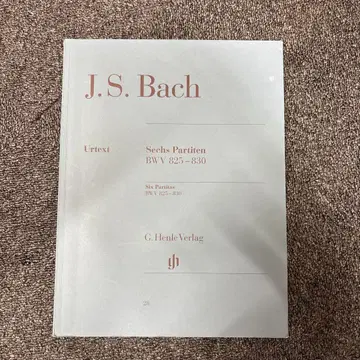 J. S. Bach
Urtext
Sechs Partiten
BWV 825–830
Six Partitas
BWV 825–830
G. Henle Verlag